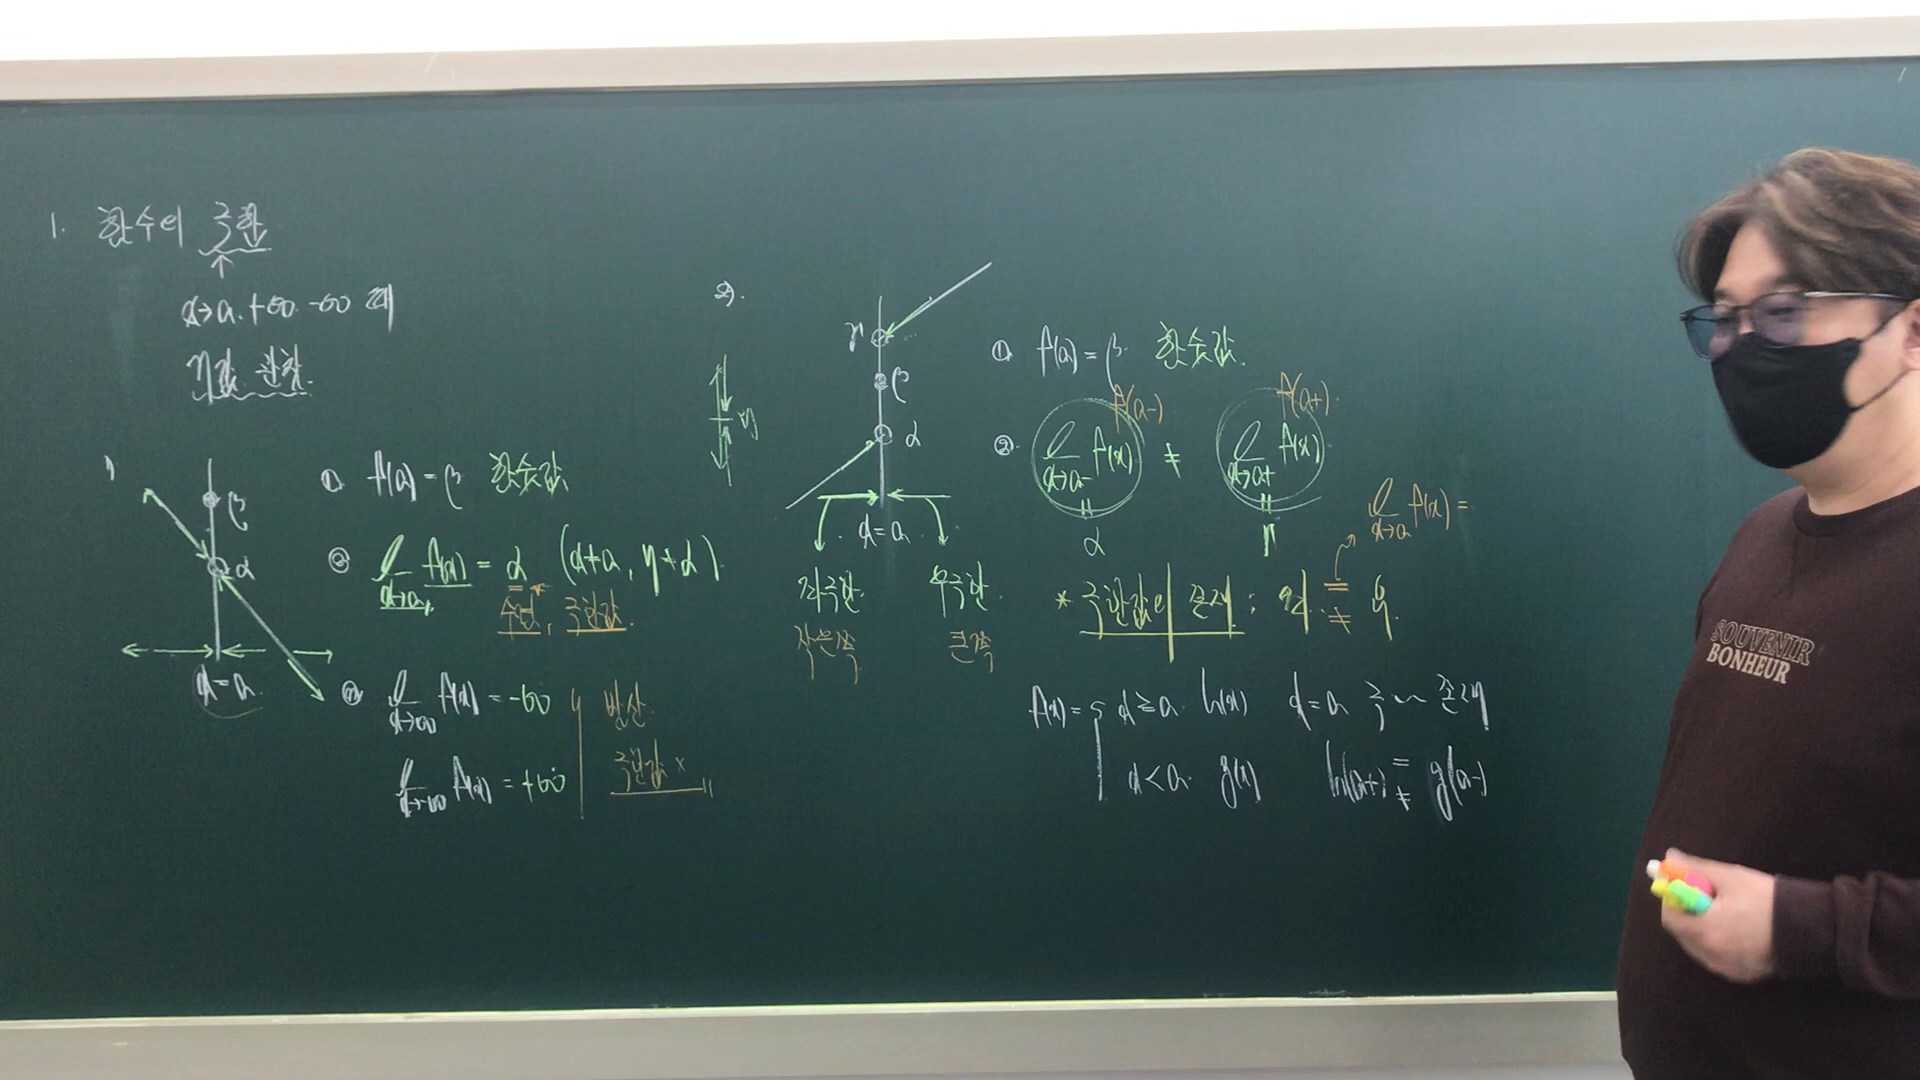 1. 함수의 극한
↑
x→a. +∞. -∞ 때
y값 관찰.
1)
β
α
x=a.
① f(a)=β 함숫값
② lim x→a f(x) = α (x≠a, y≠α)
수렴, 극한값.
③ lim x→∞ f(x) = -∞
lim x→-∞ f(x) = +∞
발산.
극한값 ×
2).
y
γ
β
α
x=a
좌극한
작은쪽
우극한
큰쪽
① f(a)=β 함숫값.
② lim x→a- f(x) ≠ lim x→a+ f(x)
f(a-)
f(a+).
α
γ
lim x→a f(x) =
* 극한값의 존재 : 좌 = ≠ 우.
f(x)= { x≥a. h(x)
x<a. g(x)
x=a 극~ 존재
h(a+) = ≠ g(a-)
SOUVENIR
BONHEUR